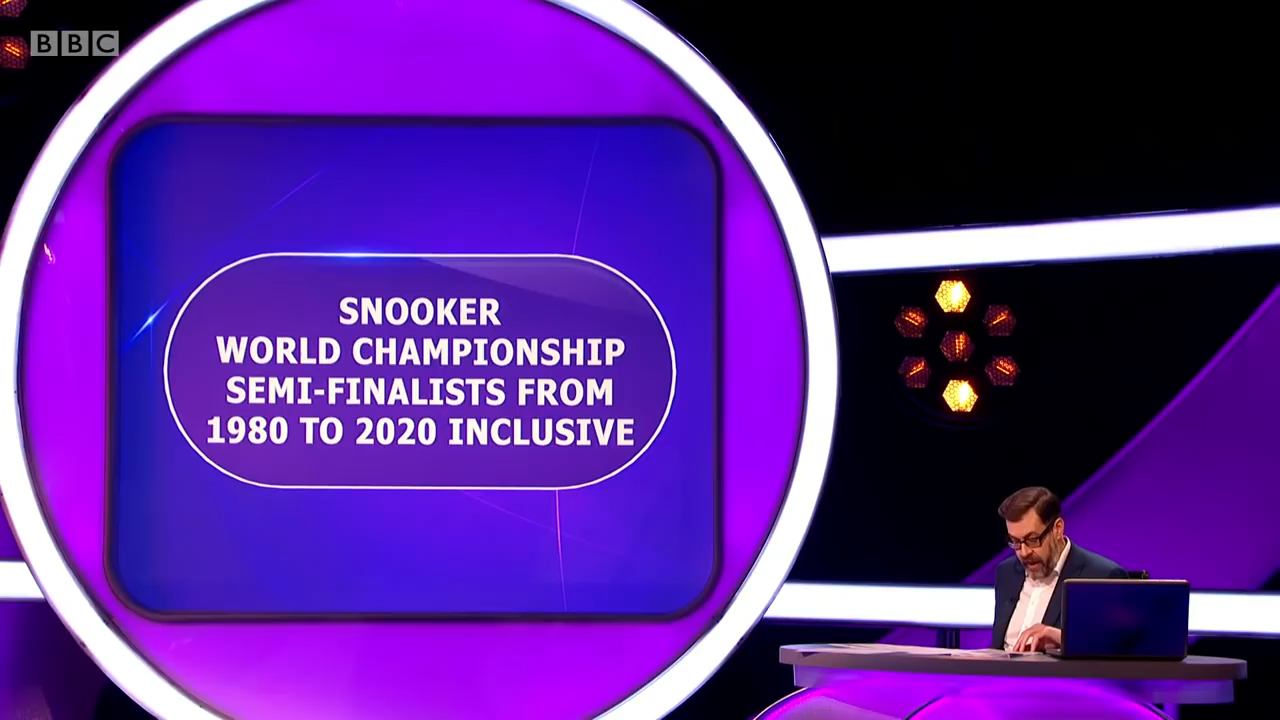 BBC
SNOOKER
WORLD CHAMPIONSHIP
SEMI-FINALISTS FROM
1980 TO 2020 INCLUSIVE